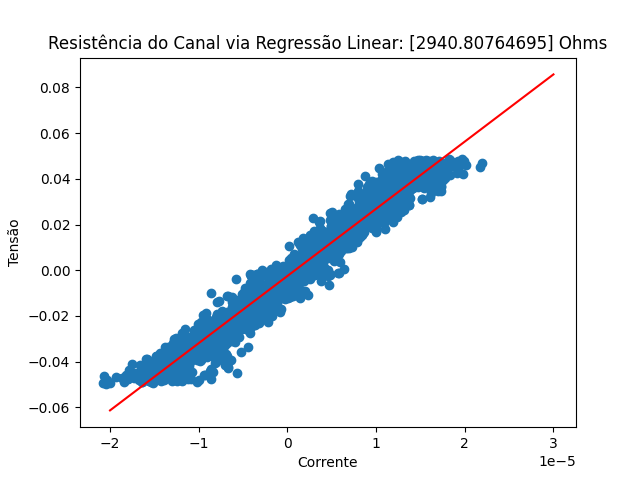 Resistência do Canal via Regressão Linear: [2940.80764695] Ohms
0.08
0.06
0.04
0.02
0.00
−0.02
−0.04
−0.06
Tensão
−2 −1 0 1 2 3
1e−5
Corrente